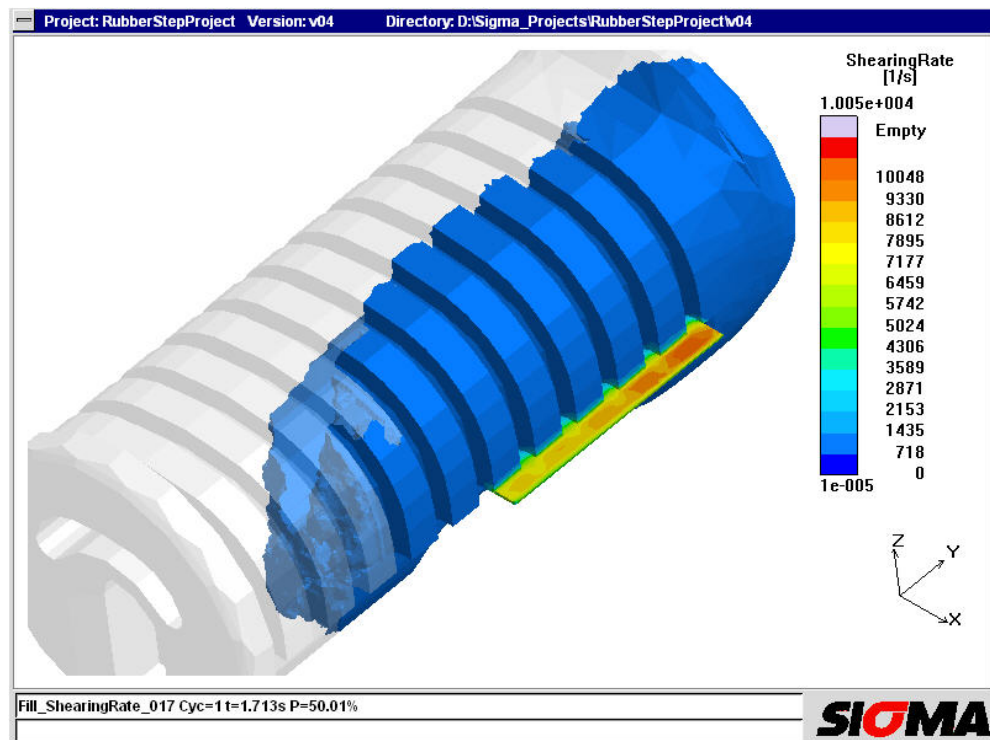 Project: RubberStepProject Version: v04 Directory: D:\Sigma_Projects\RubberStepProject\v04
ShearingRate
[1/s]
1.005e+004
Empty
10048
9330
8612
7895
7177
6459
5742
5024
4306
3589
2871
2153
1435
718
0
1e-005
Z
Y
X
Fill_ShearingRate_017 Cyc=1 t=1.713s P=50.01%
SIGMA